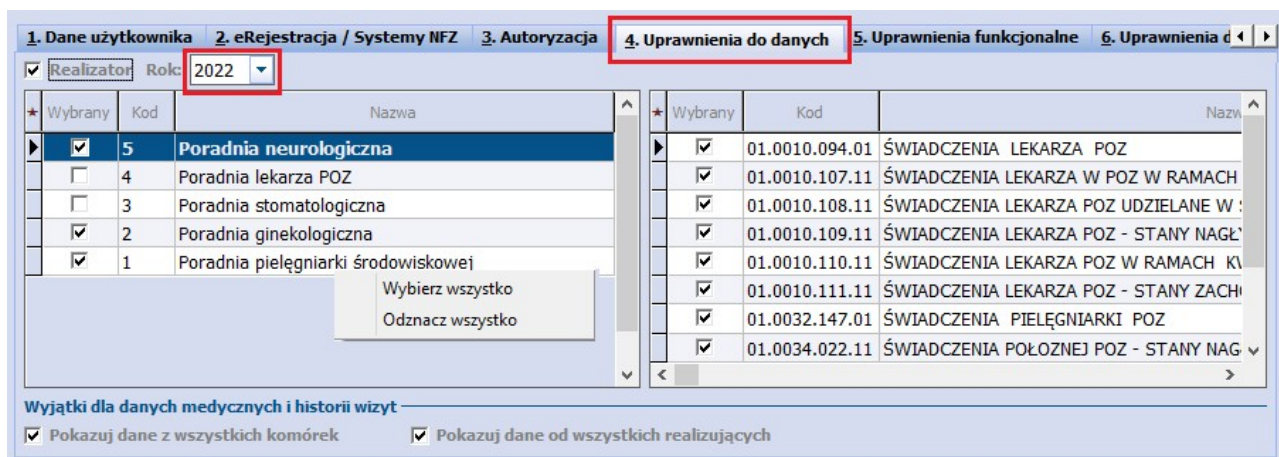 1. Dane użytkownika 2. eRejestracja / Systemy NFZ 3. Autoryzacja 4. Uprawnienia do danych 5. Uprawnienia funkcjonalne 6. Uprawnienia d
Realizator Rok: 2022
Wybrany Kod Nazwa
5 Poradnia neurologiczna
4 Poradnia lekarza POZ
3 Poradnia stomatologiczna
2 Poradnia ginekologiczna
1 Poradnia pielęgniarki środowiskowej
Wybierz wszystko
Odznacz wszystko
Wybrany Kod Nazw
01.0010.094.01 ŚWIADCZENIA LEKARZA POZ
01.0010.107.11 ŚWIADCZENIA LEKARZA W POZ W RAMACH
01.0010.108.11 ŚWIADCZENIA LEKARZA POZ UDZIELANE W
01.0010.109.11 ŚWIADCZENIA LEKARZA POZ - STANY NAGŁ
01.0010.110.11 ŚWIADCZENIA LEKARZA POZ W RAMACH
01.0010.111.11 ŚWIADCZENIA LEKARZA POZ - STANY ZACH
01.0032.147.01 ŚWIADCZENIA PIELĘGNIARKI POZ
01.0034.022.11 ŚWIADCZENIA POŁOZNEJ POZ - STANY NAG
Wyjątki dla danych medycznych i historii wizyt
Pokazuj dane z wszystkich komórek Pokazuj dane od wszystkich realizujących